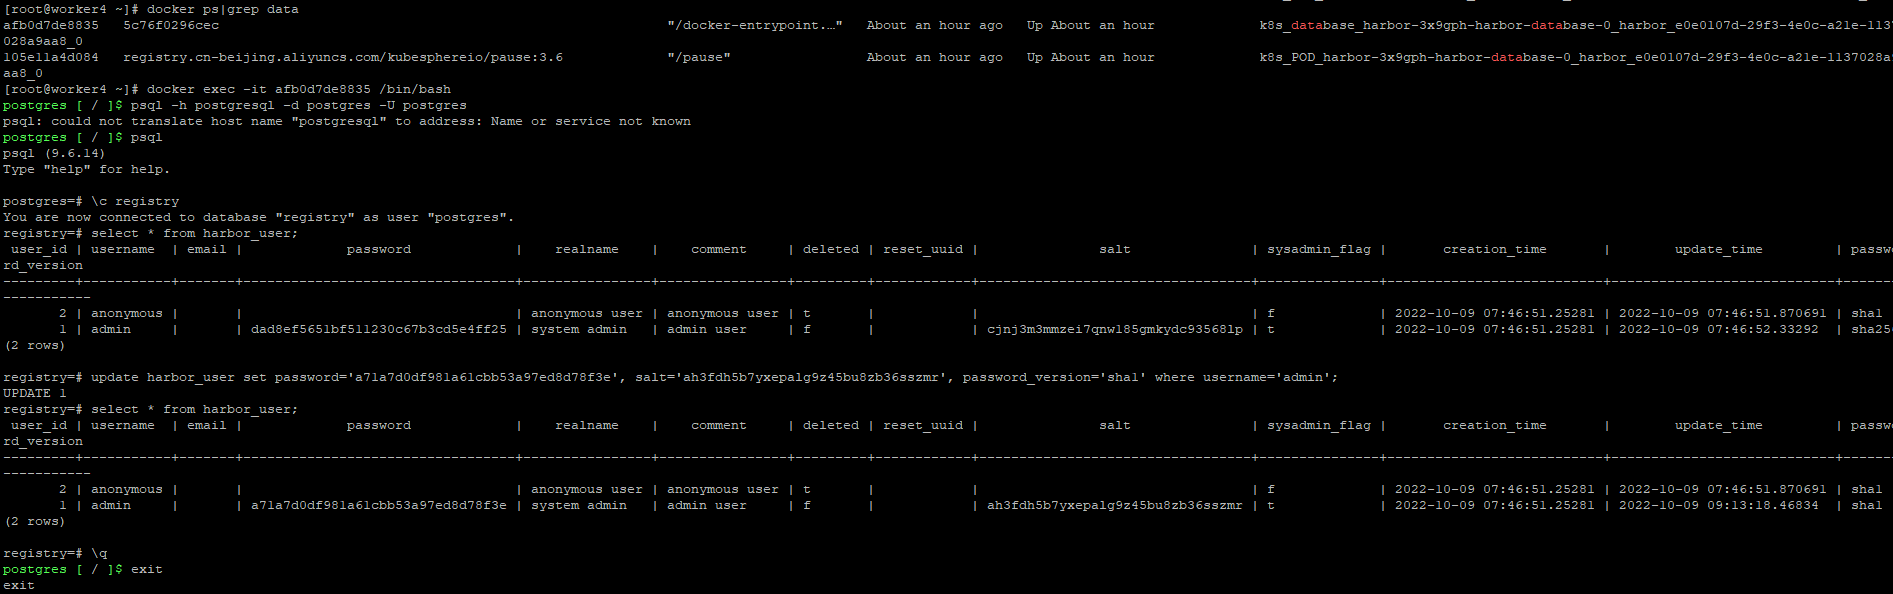 [root@worker4 ~]# docker ps|grep data
afb0d7de8835   5c76f0296cec                                                        "/docker-entrypoint.…"   About an hour ago   Up About an hour             k8s_database_harbor-3x9gph-harbor-database-0_harbor_e0e0107d-29f3-4e0c-a21e-1137
028a9aa8_0
105e11a4d084   registry.cn-beijing.aliyuncs.com/kubesphereio/pause:3.6             "/pause"                 About an hour ago   Up About an hour             k8s_POD_harbor-3x9gph-harbor-database-0_harbor_e0e0107d-29f3-4e0c-a21e-1137028a9
aa8_0
[root@worker4 ~]# docker exec -it afb0d7de8835 /bin/bash
postgres [ / ]$ psql -h postgresql -d postgres -U postgres
psql: could not translate host name "postgresql" to address: Name or service not known
postgres [ / ]$ psql
psql (9.6.14)
Type "help" for help.
postgres=# \c registry
You are now connected to database "registry" as user "postgres".
registry=# select * from harbor_user;
 user_id | username  | email |             password             |    realname    |    comment     | deleted | reset_uuid |               salt               | sysadmin_flag |       creation_time        |        update_time         | passwo
rd_version
---------+-----------+-------+----------------------------------+----------------+----------------+---------+------------+----------------------------------+---------------+----------------------------+----------------------------+-------
-----------
       2 | anonymous |       |                                  | anonymous user | anonymous user | t       |            |                                  | f             | 2022-10-09 07:46:51.25281 | 2022-10-09 07:46:51.870691 | sha1
       1 | admin     |       | dad8ef5651bf511230c67b3cd5e4ff25 | system admin   | admin user     | f       |            | cjnj3m3mmzei7qnw185gmkydc93568lp | t             | 2022-10-09 07:46:51.25281 | 2022-10-09 07:46:52.33292  | sha256
(2 rows)
registry=# update harbor_user set password='a71a7d0df981a61cbb53a97ed8d78f3e', salt='ah3fdh5b7yxepalg9z45bu8zb36sszmr', password_version='sha1' where username='admin';
UPDATE 1
registry=# select * from harbor_user;
 user_id | username  | email |             password             |    realname    |    comment     | deleted | reset_uuid |               salt               | sysadmin_flag |       creation_time        |        update_time         | passwo
rd_version
---------+-----------+-------+----------------------------------+----------------+----------------+---------+------------+----------------------------------+---------------+----------------------------+----------------------------+-------
-----------
       2 | anonymous |       |                                  | anonymous user | anonymous user | t       |            |                                  | f             | 2022-10-09 07:46:51.25281 | 2022-10-09 07:46:51.870691 | sha1
       1 | admin     |       | a71a7d0df981a61cbb53a97ed8d78f3e | system admin   | admin user     | f       |            | ah3fdh5b7yxepalg9z45bu8zb36sszmr | t             | 2022-10-09 07:46:51.25281 | 2022-10-09 09:13:18.46834  | sha1
(2 rows)
registry=# \q
postgres [ / ]$ exit
exit